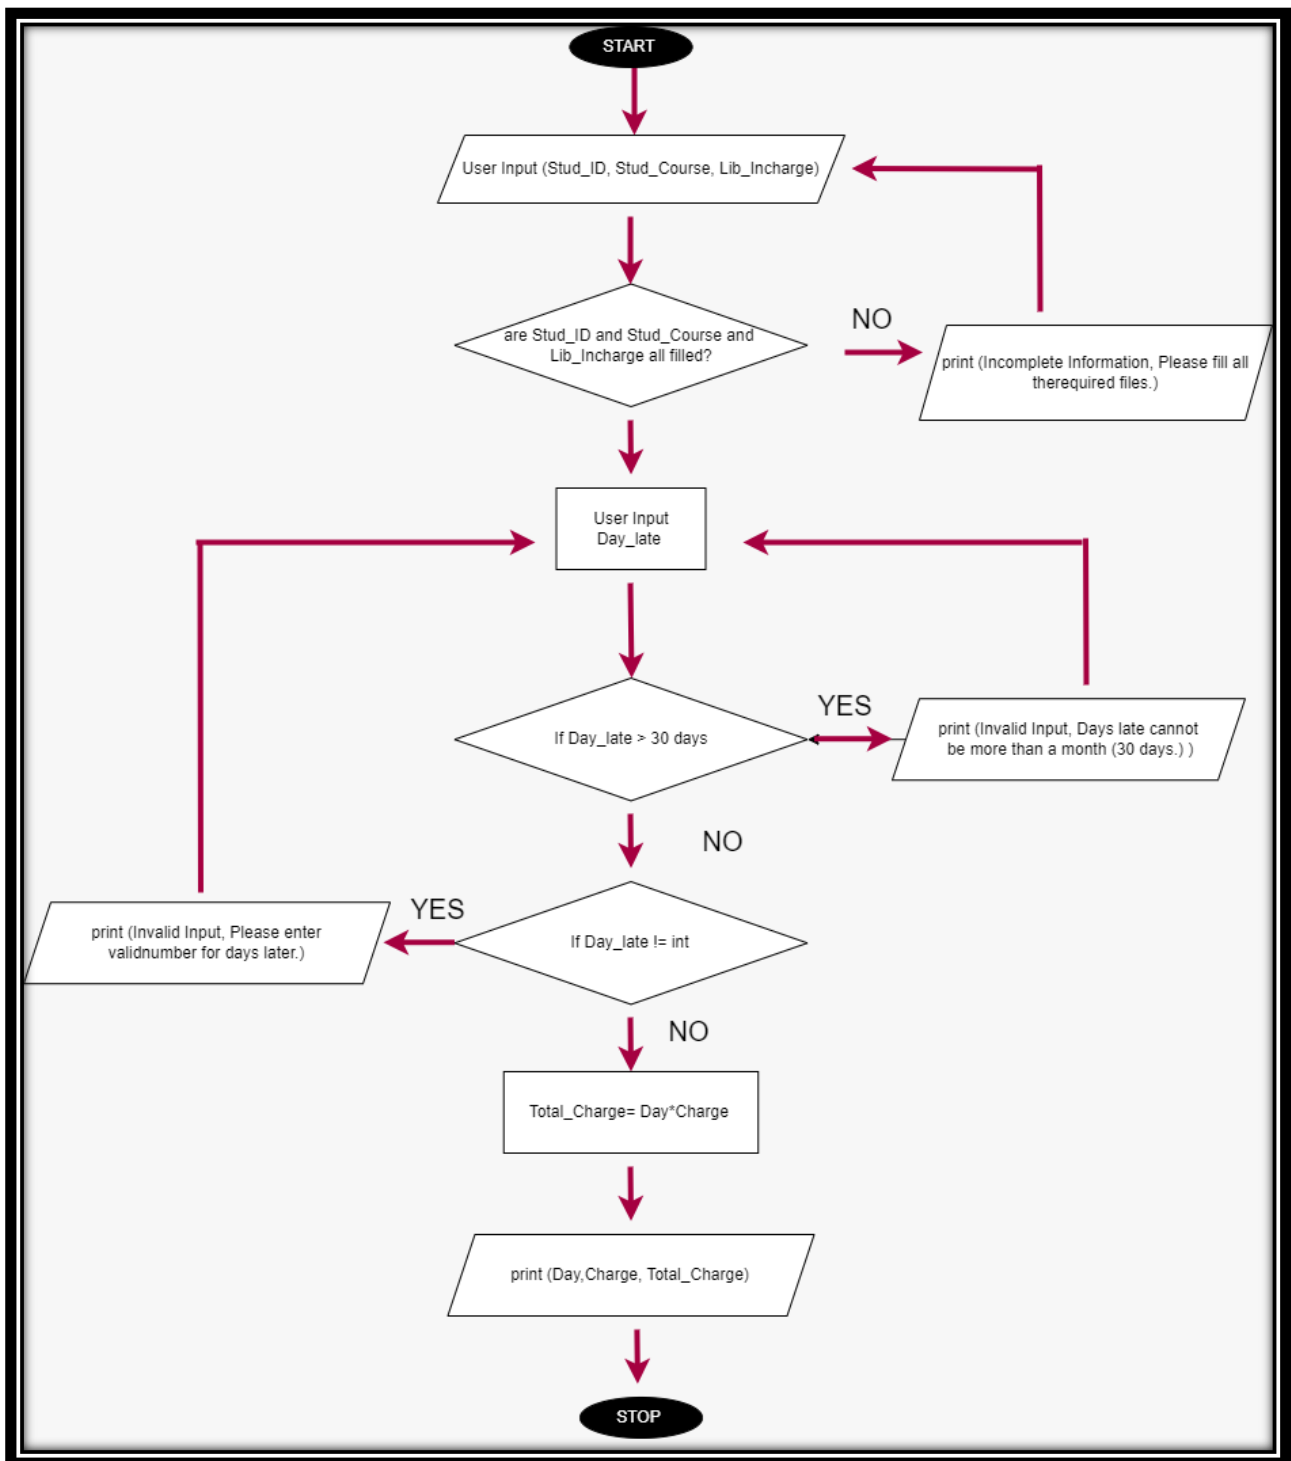 START
User Input (Stud_ID, Stud_Course, Lib_Incharge)
are Stud_ID and Stud_Course and
Lib_Incharge all filled?
NO
print (Incomplete Information, Please fill all
therequired files.)
User Input
Day_late
If Day_late > 30 days
YES
print (Invalid Input, Days late cannot
be more than a month (30 days.) )
NO
If Day_late != int
YES
print (Invalid Input, Please enter
validnumber for days later.)
NO
Total_Charge= Day*Charge
print (Day,Charge, Total_Charge)
STOP